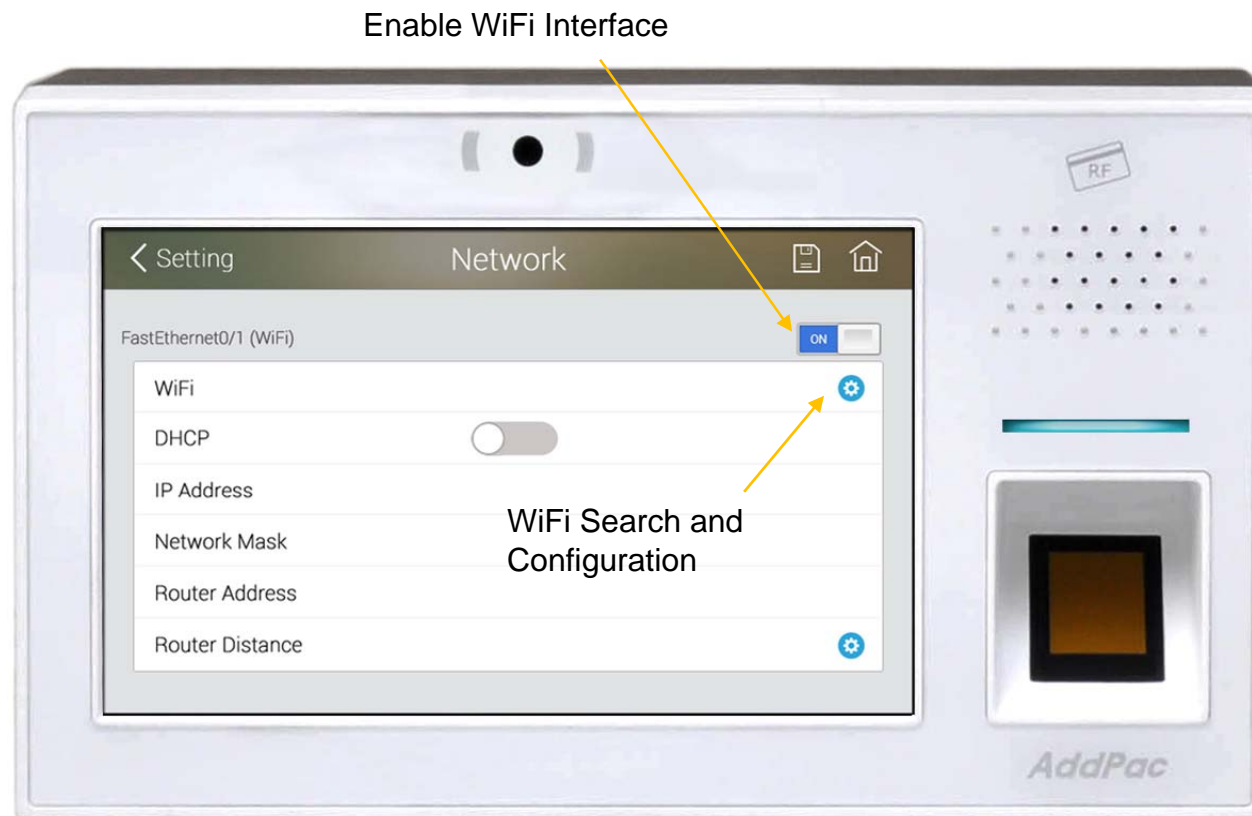 Enable WiFi Interface
RF
Setting
Network
FastEthernet0/1 (WiFi)
ON
WiFi
DHCP
IP Address
Network Mask
WiFi Search and
Configuration
Router Address
Router Distance
AddPac